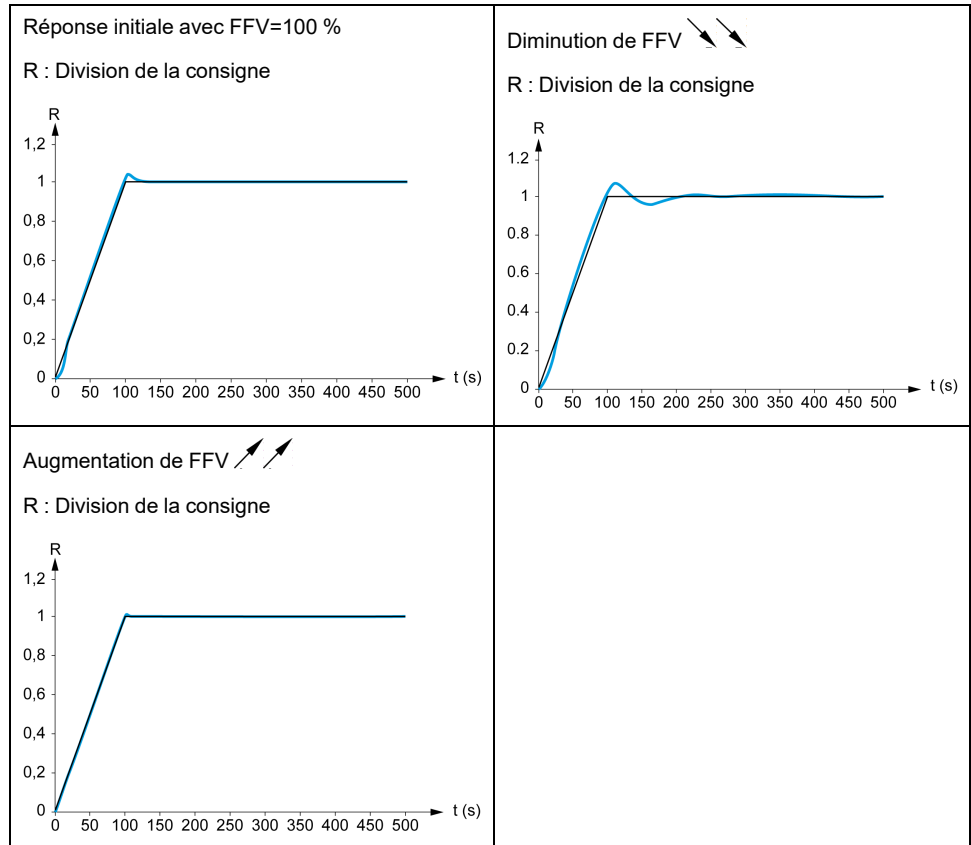 Réponse initiale avec FFV=100 %
R : Division de la consigne
R
1,2
1
0,8
0,6
0,4
0,2
0
0 50 100 150 200 250 300 350 400 450 500
t (s)
Diminution de FFV
R : Division de la consigne
R
1.2
1
0.8
0.6
0.4
0.2
0
0 50 100 150 200 250 300 350 400 450 500
t (s)
Augmentation de FFV
R : Division de la consigne
R
1,2
1
0,8
0,6
0,4
0,2
0
0 50 100 150 200 250 300 350 400 450 500
t (s)